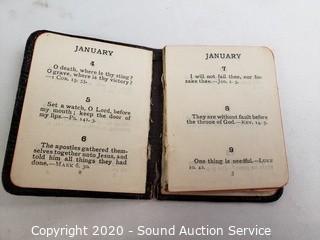 JANUARY
4
O death, where is thy sting?
O grave, where is thy victory?
—1 COR. 15. 55.
5
Set a watch, O Lord, before
my mouth; keep the door of
my lips.—PS. 141. 3.
6
The apostles gathered them-
selves together unto Jesus, and
told him all things they had
done.—MARK 6. 30.
JANUARY
7
I will not fail thee, nor for-
sake thee.—JOS. 1. 5.
8
They are without fault before
the throne of God.—REV. 14. 5.
9
One thing is needful.—LUKE
10. 42.
Copyright © 2020 - Sound Auction Service